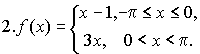 2. f(x) = { x − 1, −π ≤ x ≤ 0,
3x, 0 < x < π.